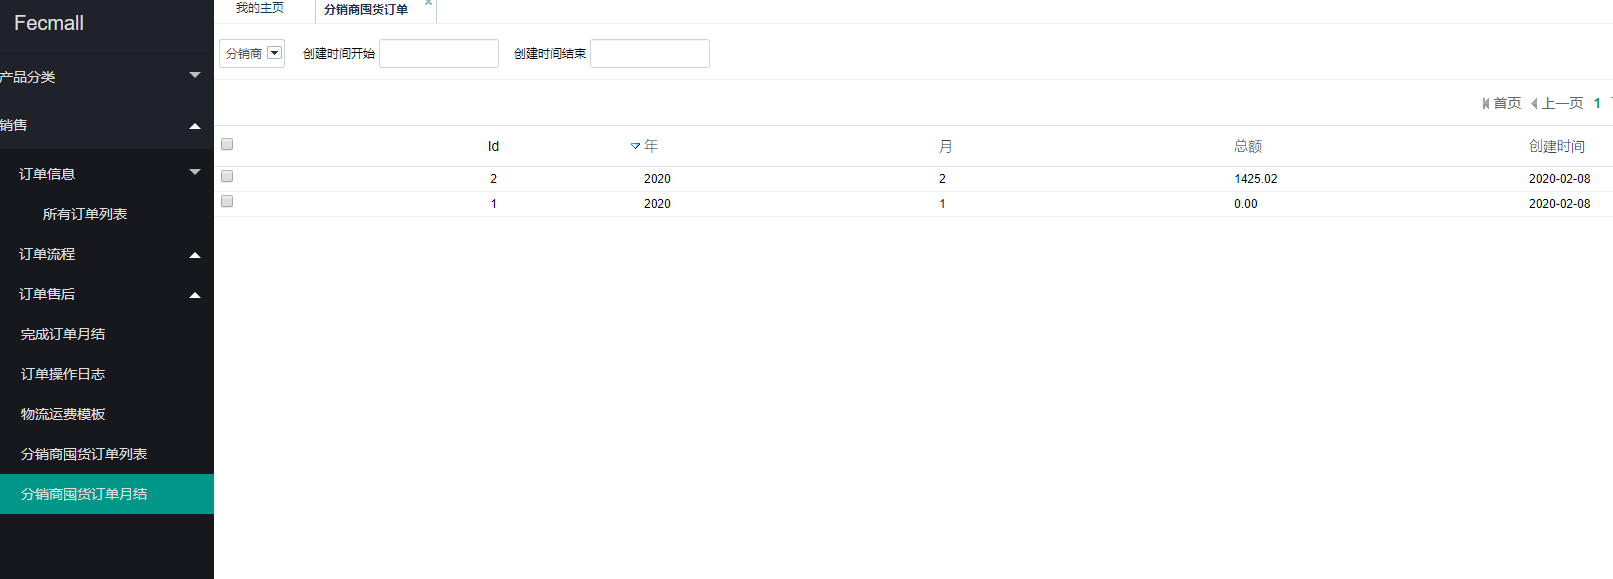 Fecmall
产品分类
销售
订单信息
所有订单列表
订单流程
订单售后
完成订单月结
订单操作日志
物流运费模板
分销商囤货订单列表
分销商囤货订单月结
我的主页 分销商囤货订单
分销商 创建时间开始 创建时间结束
首页 上一页 1
Id 年 月 总额 创建时间
2 2020 2 1425.02 2020-02-08
1 2020 1 0.00 2020-02-08